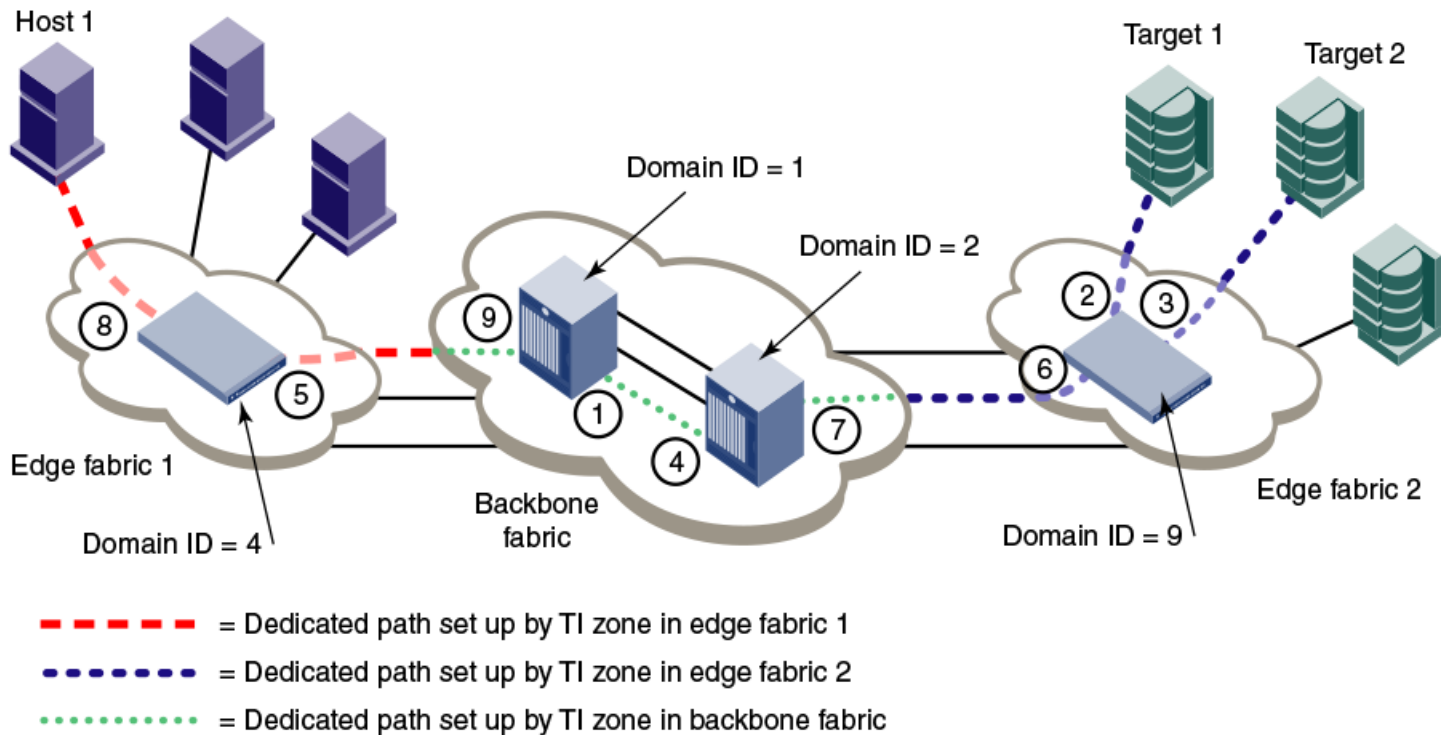 Host 1
Target 1
Target 2
Domain ID = 1
Domain ID = 2
2
3
8
9
6
5
1
7
4
Edge fabric 1
Backbone
fabric
Edge fabric 2
Domain ID = 4
Domain ID = 9
= Dedicated path set up by TI zone in edge fabric 1
= Dedicated path set up by TI zone in edge fabric 2
= Dedicated path set up by TI zone in backbone fabric